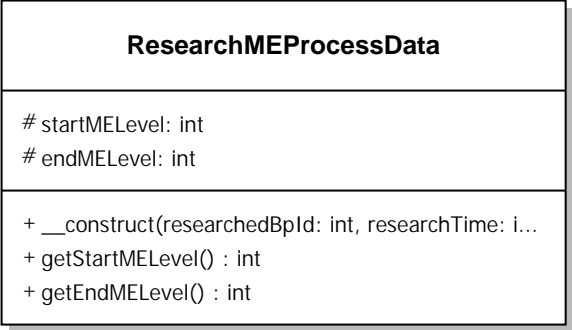 ResearchMEProcessData
# startMELevel: int
# endMELevel: int
+ __construct(researchedBpId: int, researchTime: i...
+ getStartMELevel() : int
+ getEndMELevel() : int